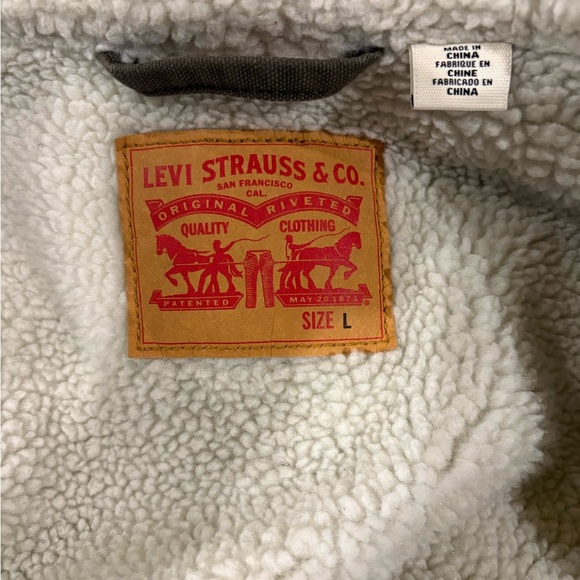 MADE IN
CHINA
FABRIQUE EN
CHINE
FABRICADO EN
CHINA
LEVI STRAUSS & CO.
SAN FRANCISCO
CAL.
ORIGINAL RIVETED
QUALITY CLOTHING
PATENTED MAY 20 1873 ®
SIZE L